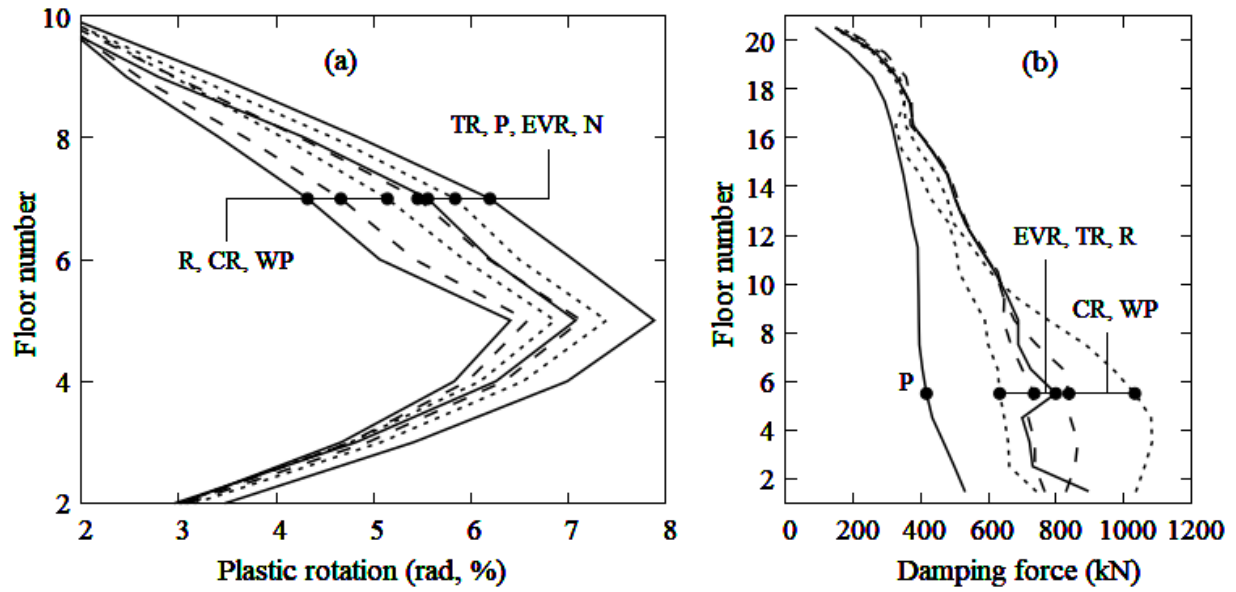 10
8
6
4
2
Floor number
(a)
TR, P, EVR, N
R, CR, WP
2 3 4 5 6 7 8
Plastic rotation (rad, %)
20
18
16
14
12
10
8
6
4
2
Floor number
(b)
EVR, TR, R
CR, WP
P
0 200 400 600 800 1000 1200
Damping force (kN)